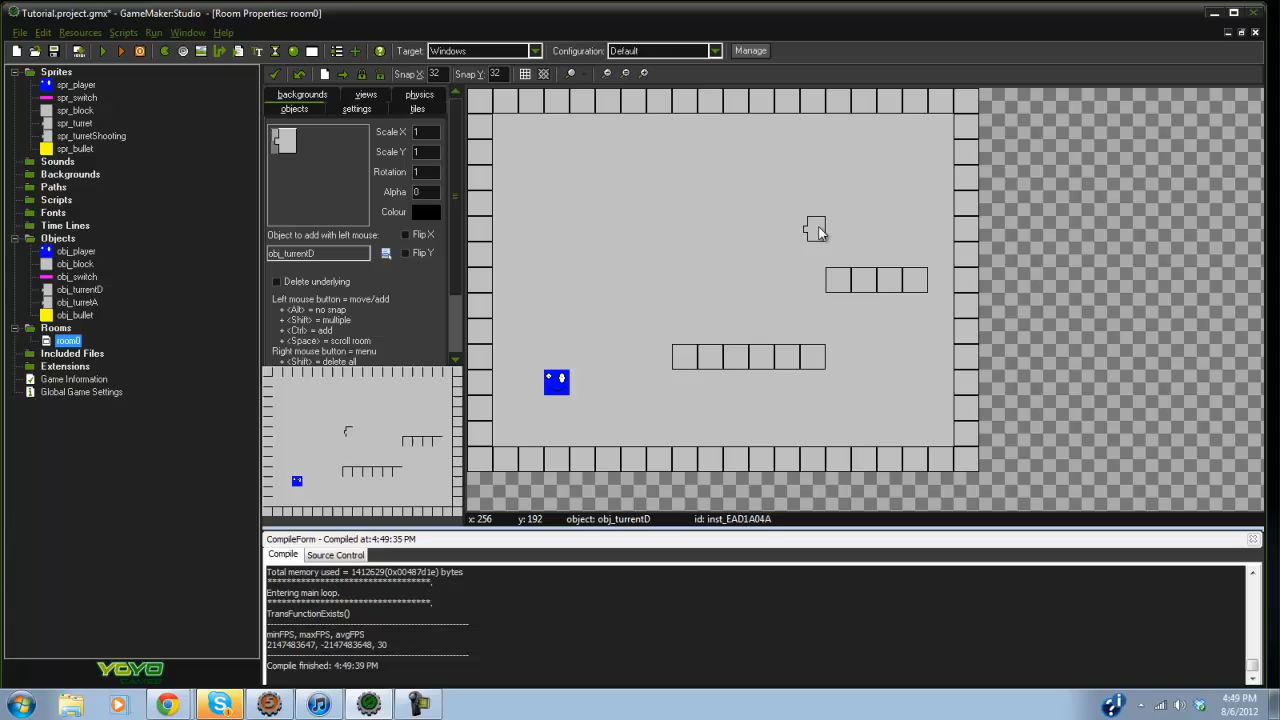 Tutorial.project.gmx* - GameMaker:Studio - [Room Properties: room0]
File Edit Resources Scripts Run Window Help
Target: Windows Configuration: Default Manage
Snap X 32 Snap Y: 32
Sprites
spr_player
spr_switch
spr_block
spr_turret
spr_turretShooting
spr_bullet
Sounds
Backgrounds
Paths
Scripts
Fonts
Time Lines
Objects
obj_player
obj_block
obj_switch
obj_turrentD
obj_turretA
obj_bullet
Rooms
room0
Included Files
Extensions
Game Information
Global Game Settings
YOYO
GAMES
backgrounds views physics
objects settings tiles
Scale X 1
Scale Y 1
Rotation 1
Alpha 0
Colour
Object to add with left mouse: Flip X
obj_turrentD Flip Y
Delete underlying
Left mouse button = move/add
+ <Alt> = no snap
+ <Shift> = multiple
+ <Ctrl> = add
+ <Space> = scroll room
Right mouse button = menu
+ <Shift> = delete all
x: 256 y: 192 object: obj_turrentD id: inst_EAD1A04A
CompileForm - Compiled at:4:49:35 PM
Compile Source Control
Total memory used = 1412629(0x00487d1e) bytes
Entering main loop.
TransFunctionExists()
minFPS, maxFPS, avgFPS
2147483647, -2147483648, 30
Compile finished: 4:49:39 PM
4:49 PM
8/6/2012